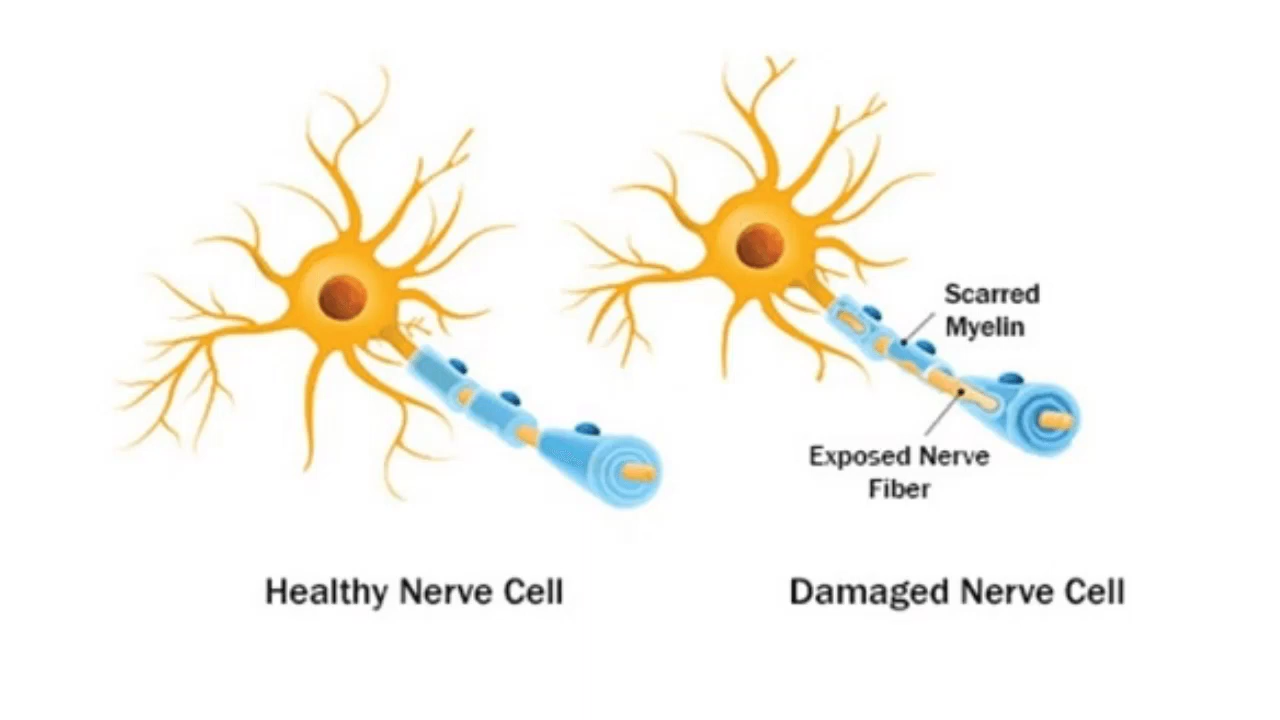 Scarred
Myelin
Exposed Nerve
Fiber
Healthy Nerve Cell
Damaged Nerve Cell